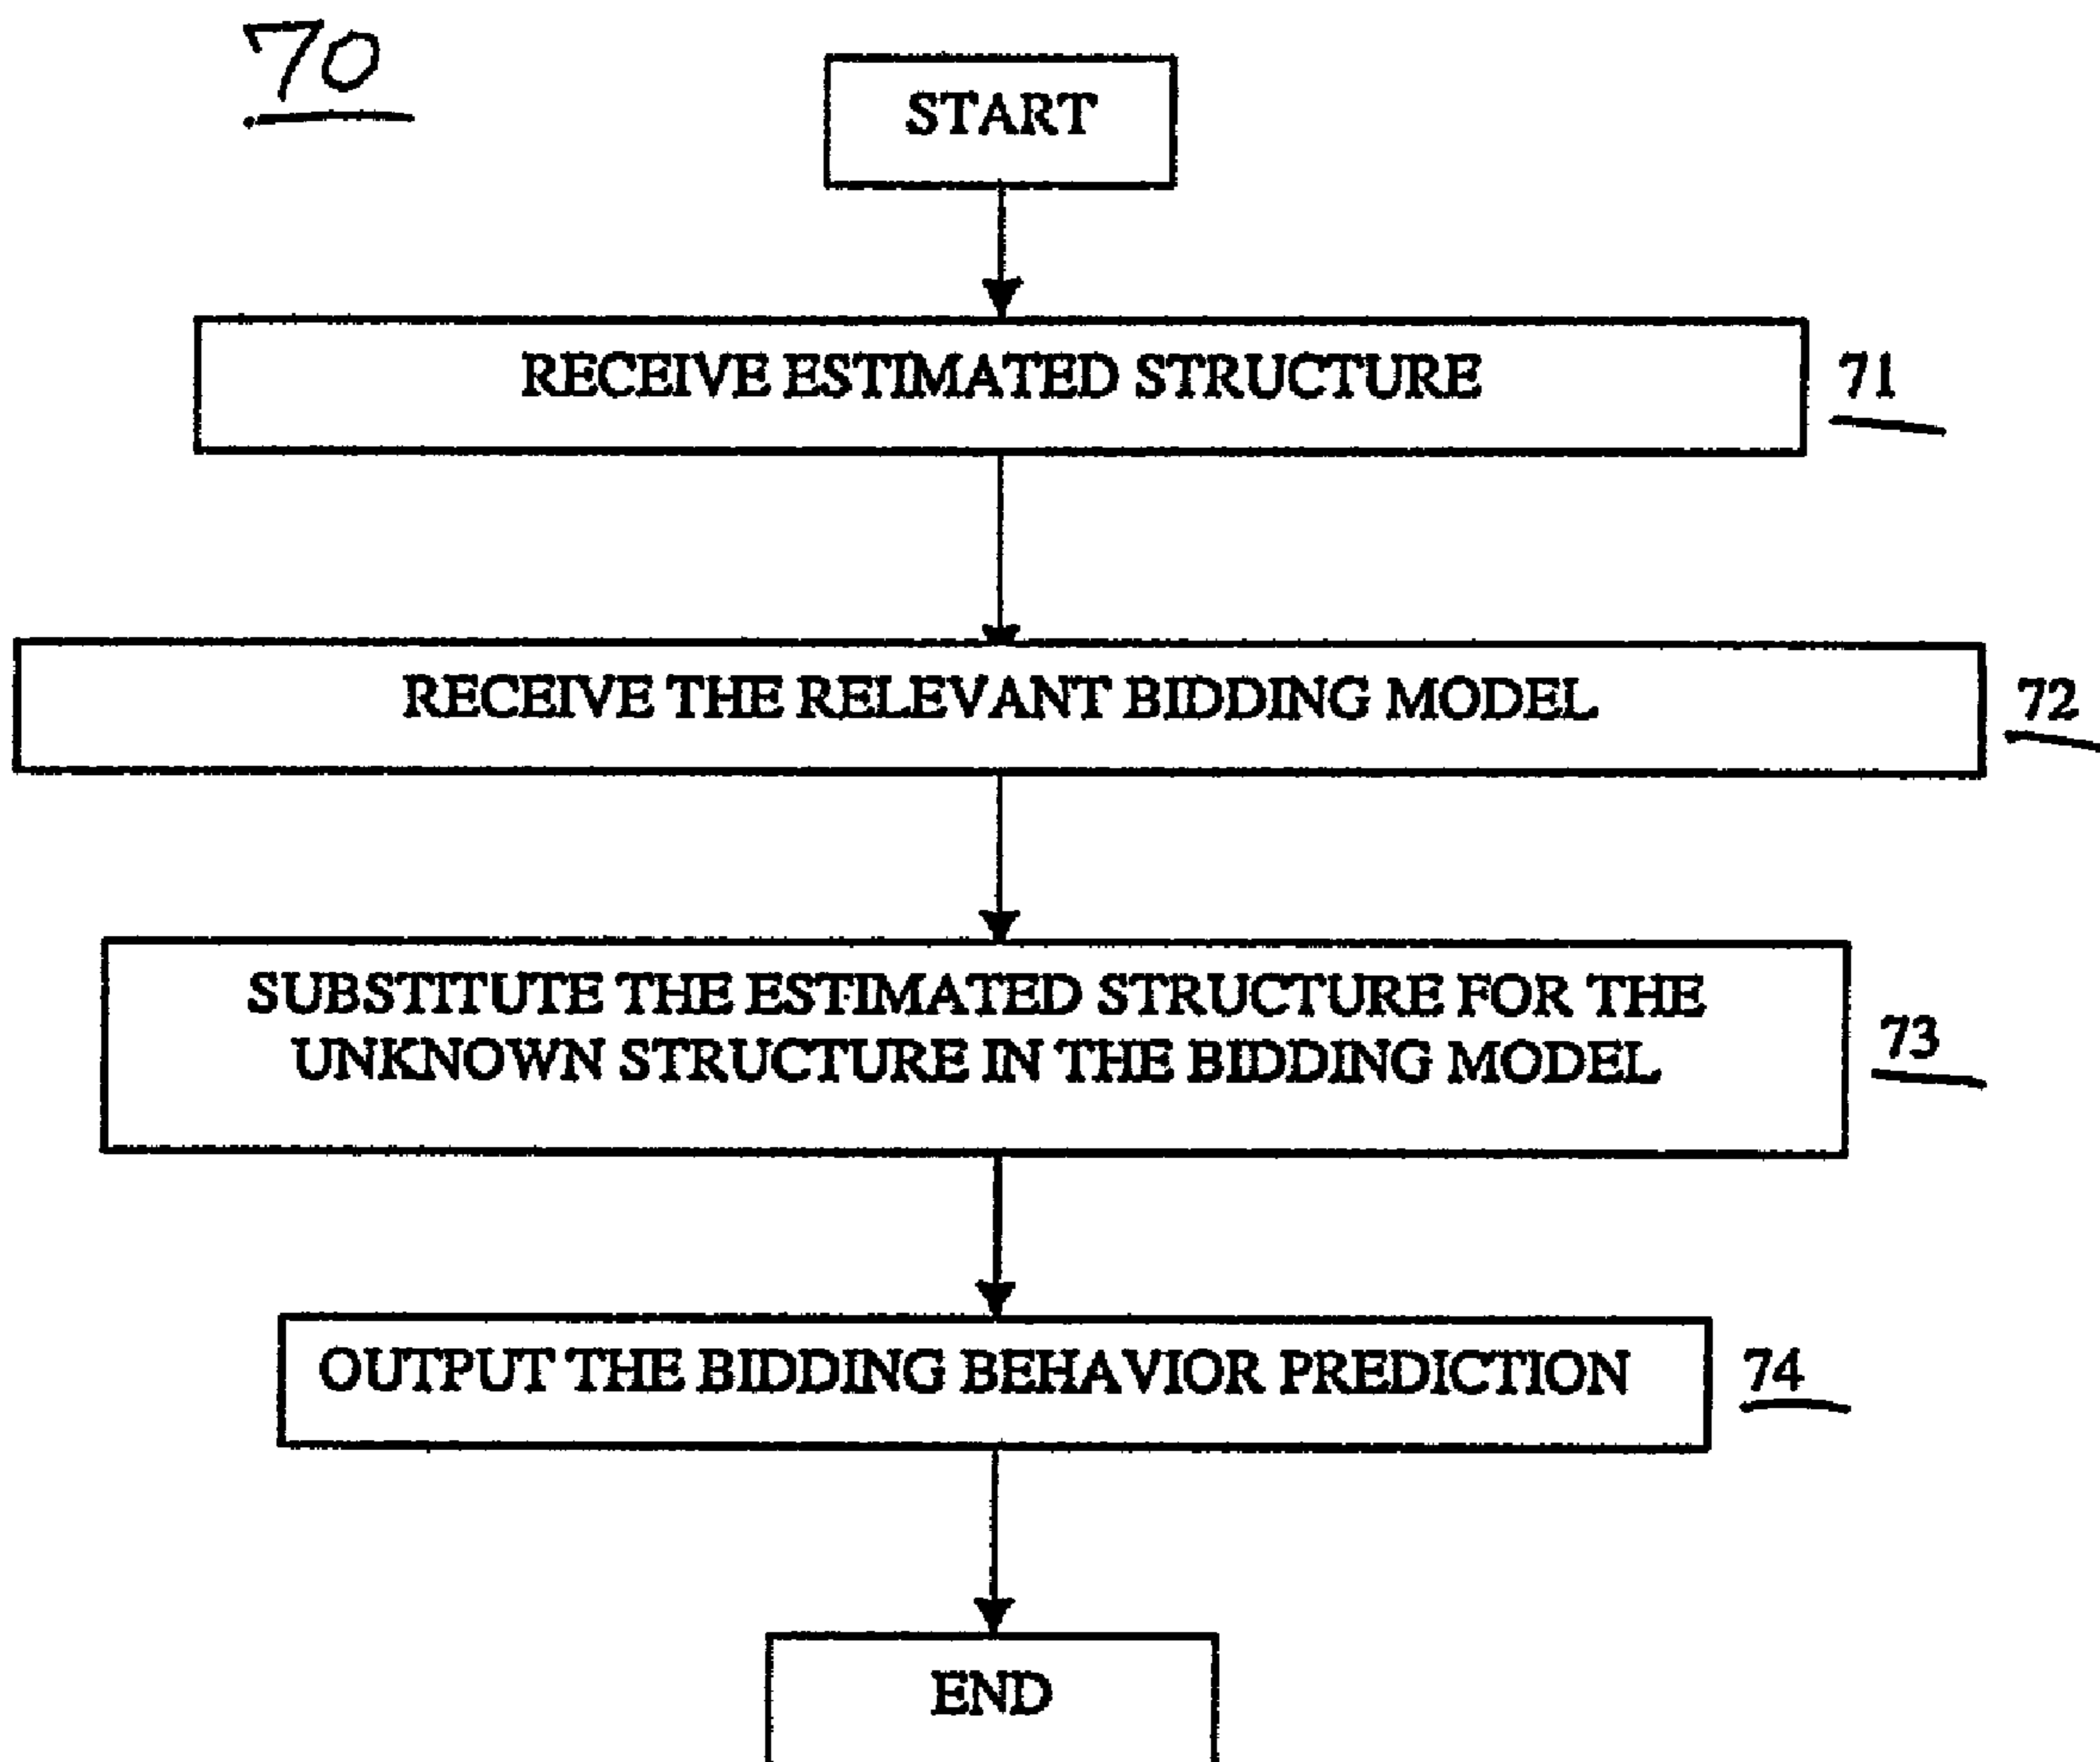 70
START
RECEIVE ESTIMATED STRUCTURE
71
RECEIVE THE RELEVANT BIDDING MODEL
72
SUBSTITUTE THE ESTIMATED STRUCTURE FOR THE
UNKNOWN STRUCTURE IN THE BIDDING MODEL
73
OUTPUT THE BIDDING BEHAVIOR PREDICTION
74
END